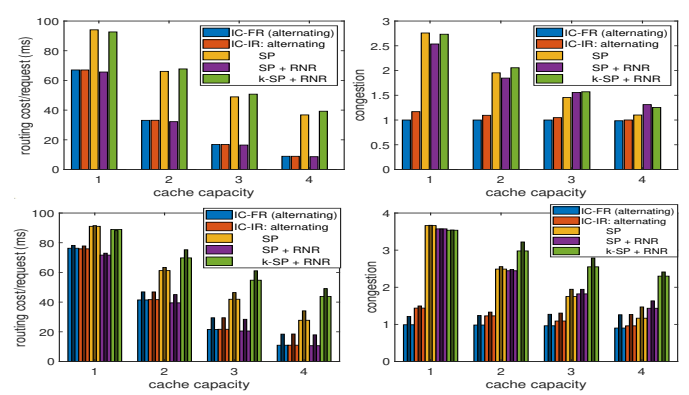 routing cost/request (ms)
100
80
60
40
20
0
IC-FR (alternating)
IC-IR: alternating
SP
SP + RNR
k-SP + RNR
1 2 3 4
cache capacity
congestion
3
2.5
2
1.5
1
0.5
0
IC-FR (alternating)
IC-IR: alternating
SP
SP + RNR
k-SP + RNR
1 2 3 4
cache capacity
routing cost/request (ms)
100
80
60
40
20
0
IC-FR (alternating)
IC-IR: alternating
SP
SP + RNR
k-SP + RNR
1 2 3 4
cache capacity
congestion
4
3
2
1
0
IC-FR (alternating)
IC-IR: alternating
SP
SP + RNR
k-SP + RNR
1 2 3 4
cache capacity